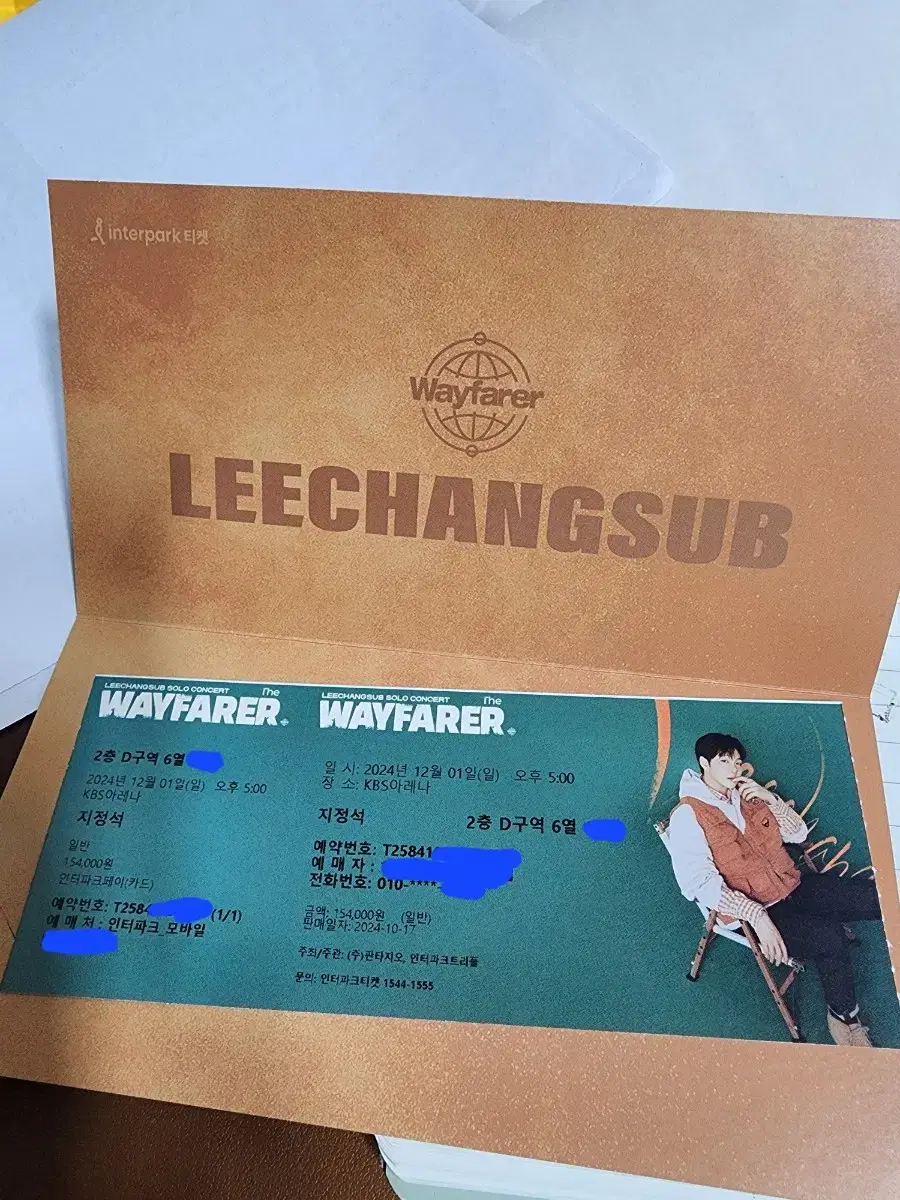 interpark 티켓
Wayfarer
LEECHANGSUB
LEECHANGSUB SOLO CONCERT The
WAYFARER
2층 D구역 6열
2024년 12월 01일(일) 오후 5:00
KBS아레나
지정석
일반
154,000원
인터파크페이(카드)
예약번호: T2584 (1/1)
예 매 처 : 인터파크_모바일
LEECHANGSUB SOLO CONCERT The
WAYFARER
일 시: 2024년 12월 01일(일) 오후 5:00
장 소: KBS아레나
지정석
2층 D구역 6열
예약번호: T25841
예 매 자 :
전화번호: 010-****-
금액: 154,000원 (일반)
판매일자: 2024-10-17
주최/주관: (주)판타지오, 인터파크트리플
문의: 인터파크티켓 1544-1555